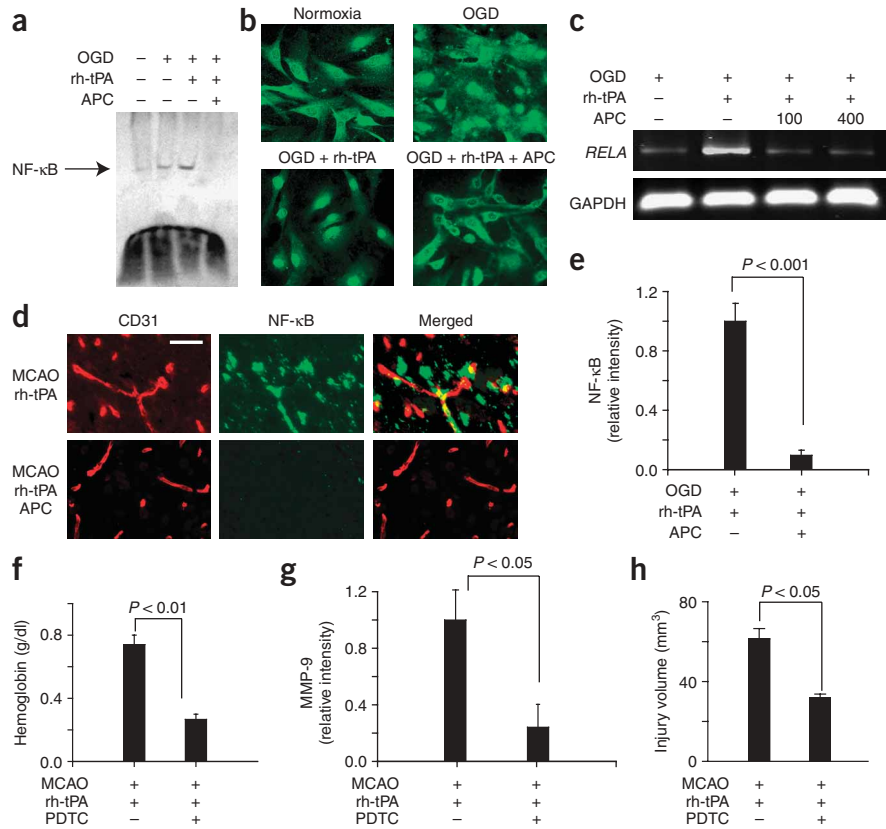 a
OGD – + + +
rh-tPA – – + +
APC – – – +
NF-κB
b
Normoxia
OGD
OGD + rh-tPA
OGD + rh-tPA + APC
c
OGD + + + +
rh-tPA – + + +
APC – – 100 400
RELA
GAPDH
d
CD31
NF-κB
Merged
MCAO
rh-tPA
MCAO
rh-tPA
APC
e
P < 0.001
1.2
0.8
0.4
0.0
NF-κB
(relative intensity)
OGD + +
rh-tPA + +
APC – +
f
P < 0.01
0.8
0.4
0.0
Hemoglobin (g/dl)
MCAO + +
rh-tPA + +
PDTC – +
g
P < 0.05
1.2
0.8
0.4
0.0
MMP-9
(relative intensity)
MCAO + +
rh-tPA + +
PDTC – +
h
P < 0.05
80
60
40
0
Injury volume (mm³)
MCAO + +
rh-tPA + +
PDTC – +